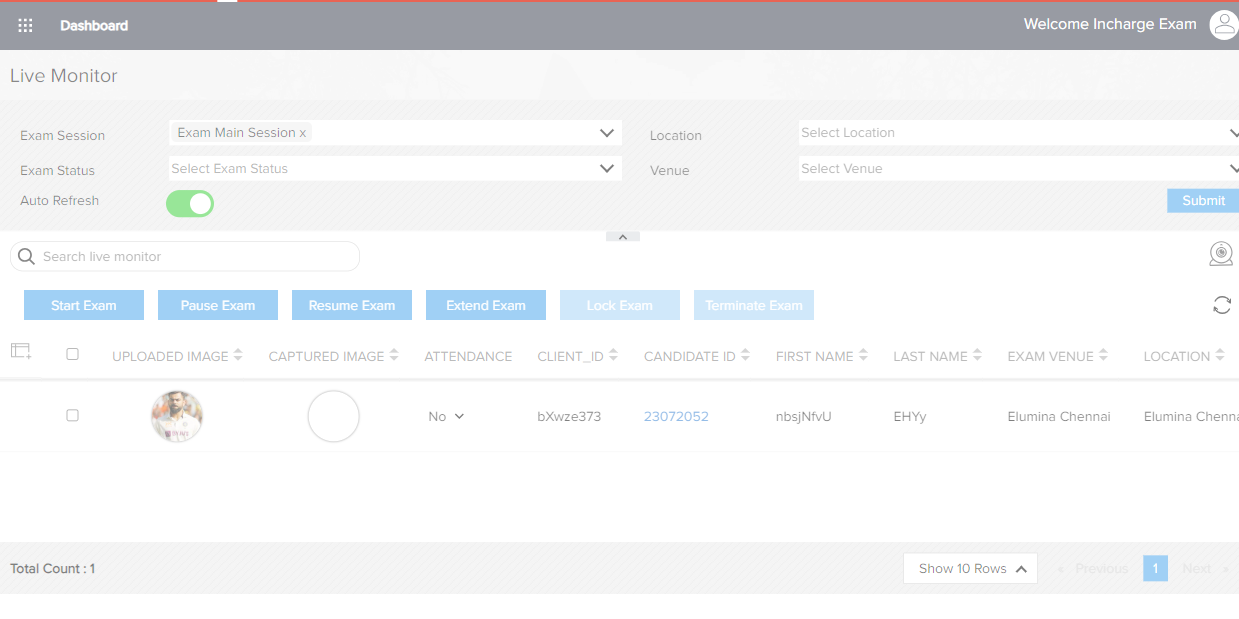 Dashboard
Welcome Incharge Exam
Live Monitor
Exam Session
Exam Main Session x
Location
Select Location
Exam Status
Select Exam Status
Venue
Select Venue
Auto Refresh
Submit
Search live monitor
Start Exam
Pause Exam
Resume Exam
Extend Exam
Lock Exam
Terminate Exam
UPLOADED IMAGE
CAPTURED IMAGE
ATTENDANCE
CLIENT_ID
CANDIDATE ID
FIRST NAME
LAST NAME
EXAM VENUE
LOCATION
No
bXwze373
23072052
nbsjNfvU
EHYy
Elumina Chennai
Elumina Chenna
Total Count : 1
Show 10 Rows
« Previous
1
Next »